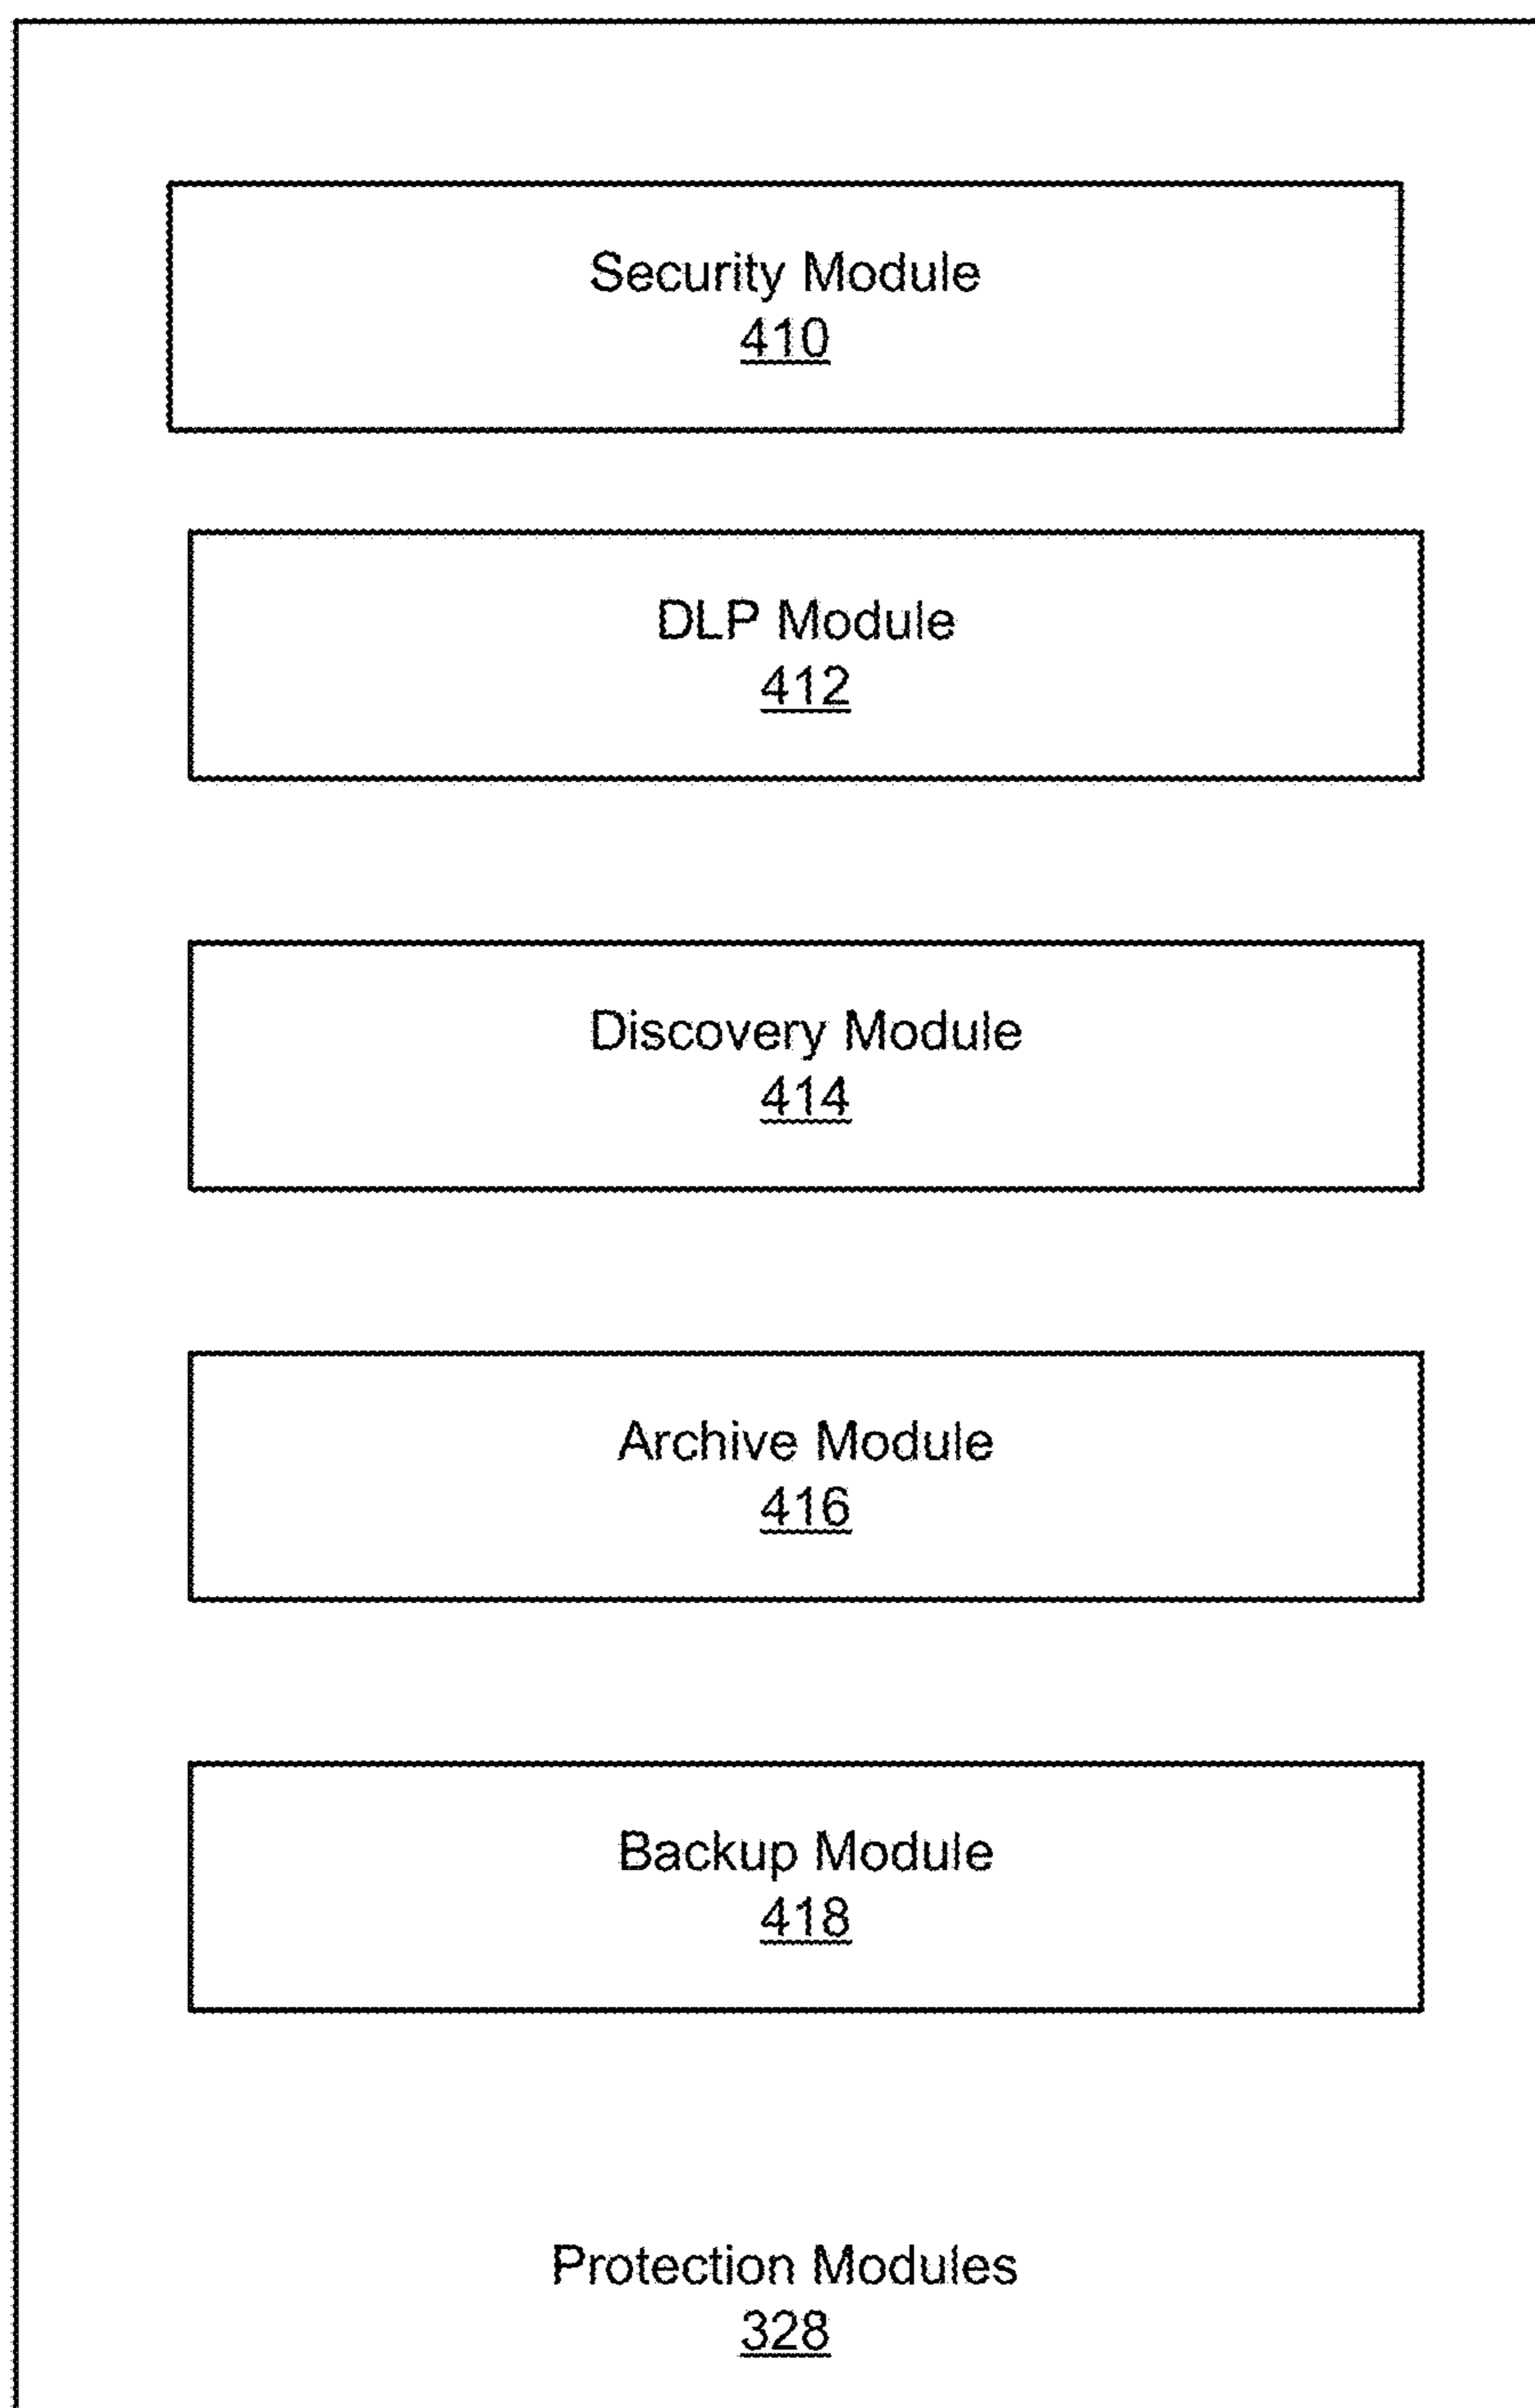 Security Module
410
DLP Module
412
Discovery Module
414
Archive Module
416
Backup Module
418
Protection Modules
328